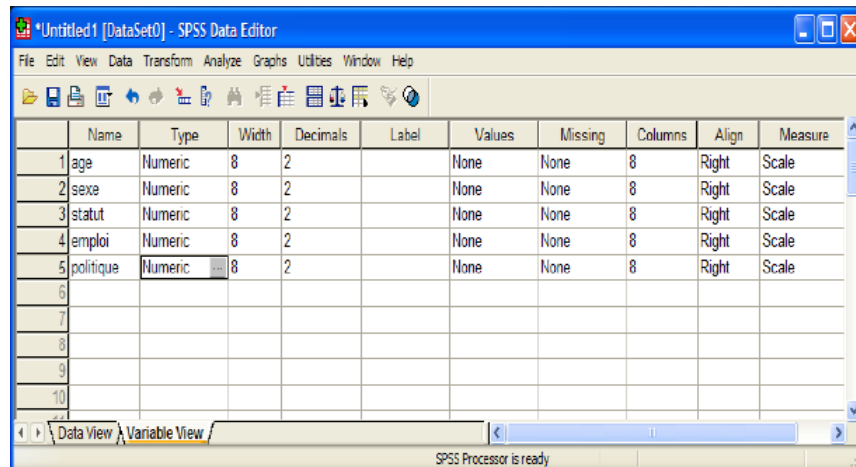 *Untitled1 [DataSet0] - SPSS Data Editor
File Edit View Data Transform Analyze Graphs Utilities Window Help
Name Type Width Decimals Label Values Missing Columns Align Measure
1 age Numeric 8 2 None None 8 Right Scale
2 sexe Numeric 8 2 None None 8 Right Scale
3 statut Numeric 8 2 None None 8 Right Scale
4 emploi Numeric 8 2 None None 8 Right Scale
5 politique Numeric ... 8 2 None None 8 Right Scale
6
7
8
9
10
Data View Variable View
SPSS Processor is ready